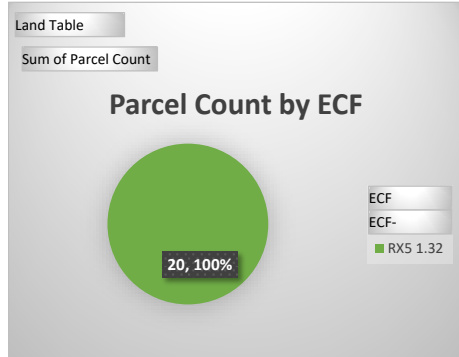 Land Table
Sum of Parcel Count
Parcel Count by ECF
ECF
ECF-
RX5 1.32
20, 100%